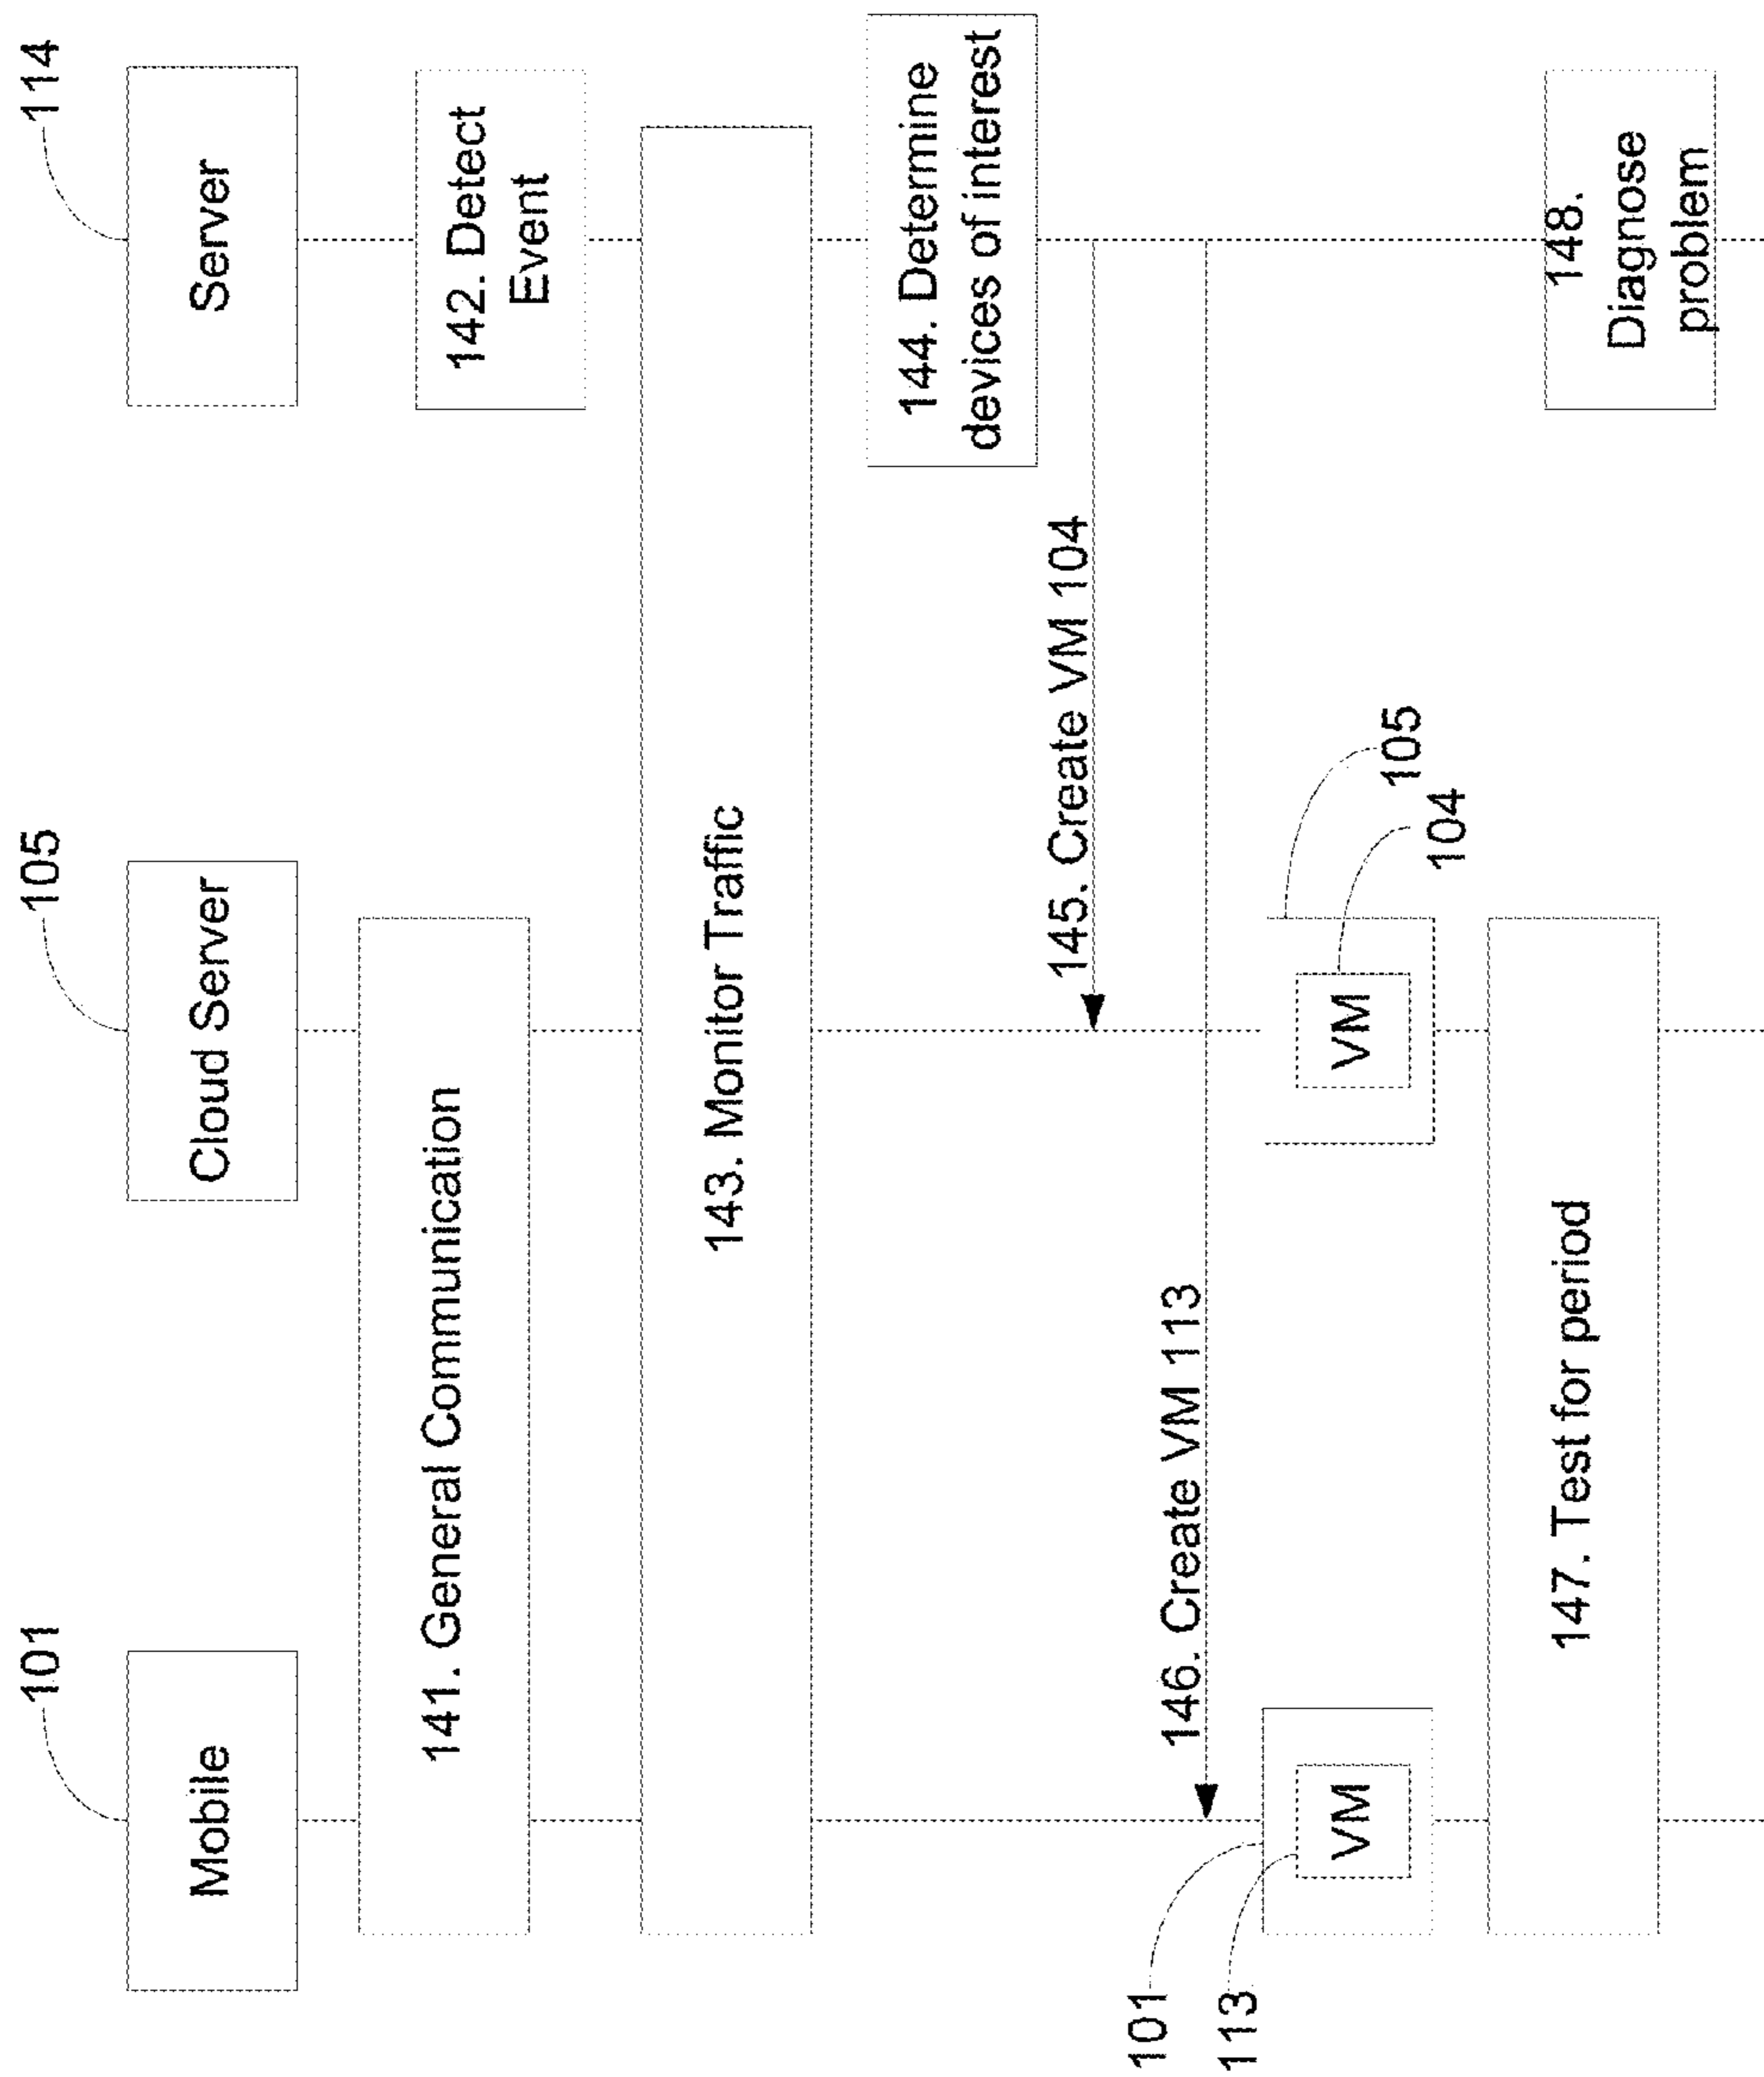 101
105
114
Mobile
Cloud Server
Server
141. General Communication
142. Detect
Event
143. Monitor Traffic
144. Determine
devices of interest
145. Create VM 104
146. Create VM 113
101
113
VM
VM
105
104
147. Test for period
148.
Diagnose
problem